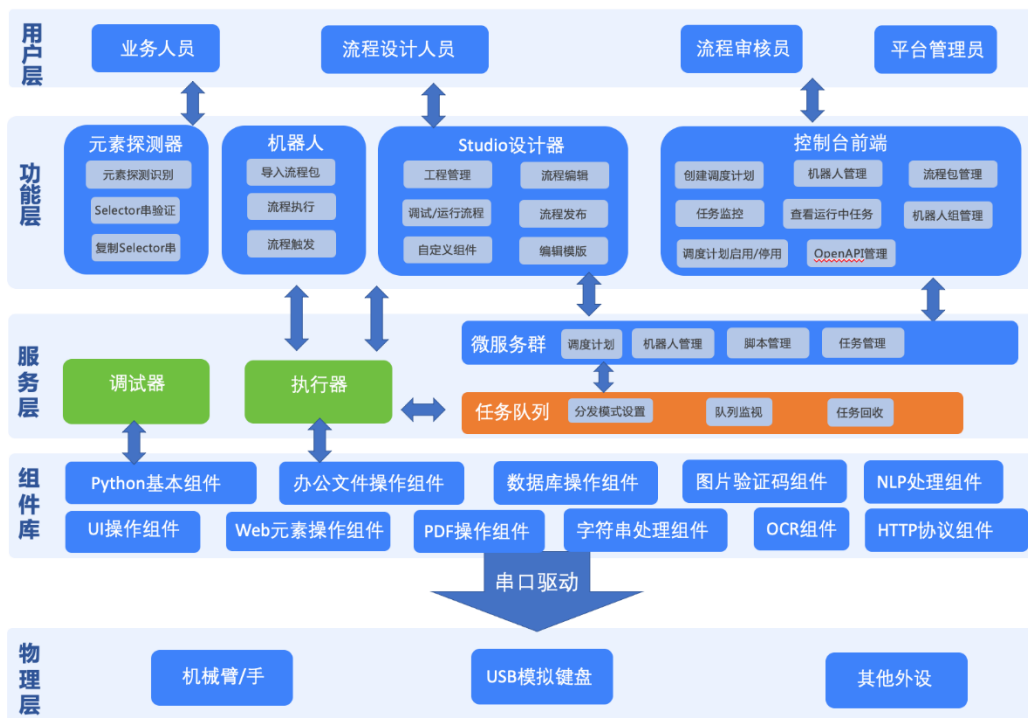 用户层
业务人员
流程设计人员
流程审核员
平台管理员
功能层
元素探测器
元素探测识别
Selector串验证
复制Selector串
机器人
导入流程包
流程执行
流程触发
Studio设计器
工程管理
流程编辑
调试/运行流程
流程发布
自定义组件
编辑模版
控制台前端
创建调度计划
机器人管理
流程包管理
任务监控
查看运行中任务
机器人组管理
调度计划启用/停用
OpenAPI管理
服务层
调试器
执行器
微服务群
调度计划
机器人管理
脚本管理
任务管理
任务队列
分发模式设置
队列监视
任务回收
组件库
Python基本组件
办公文件操作组件
数据库操作组件
图片验证码组件
NLP处理组件
UI操作组件
Web元素操作组件
PDF操作组件
字符串处理组件
OCR组件
HTTP协议组件
串口驱动
物理层
机械臂/手
USB模拟键盘
其他外设